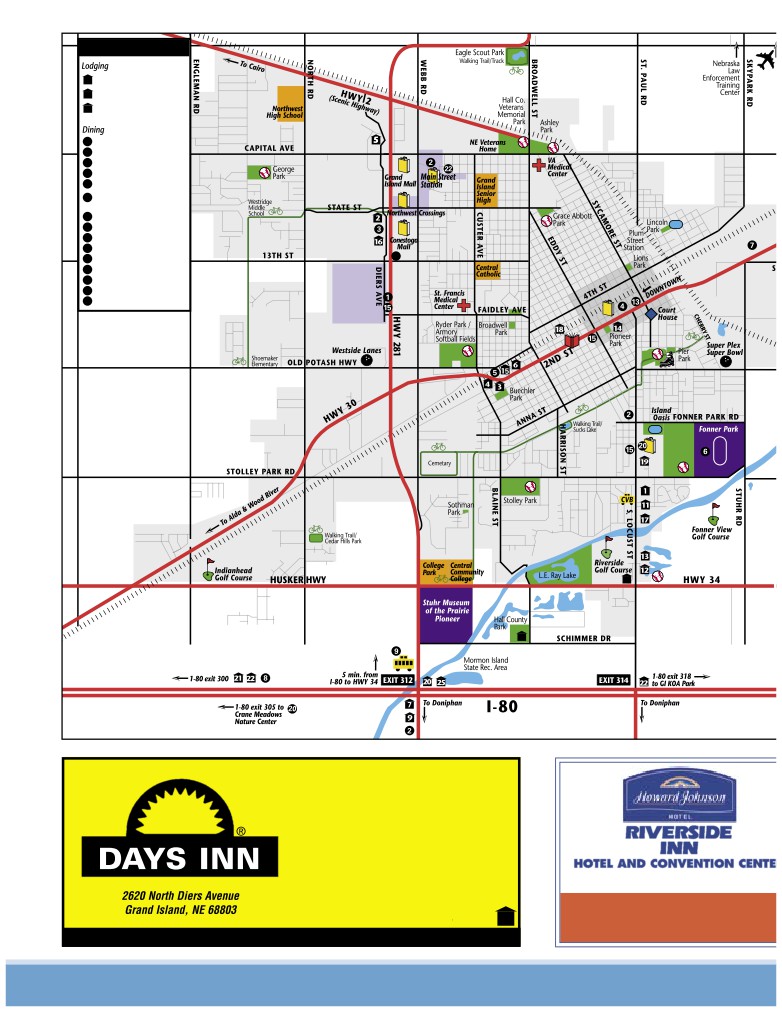 Lodging
Dining
ENGLEMAN RD
To Cairo
NORTH RD
HWY 2
(Scenic Highway)
WEBB RD
Eagle Scout Park
Walking Trail/Track
BROADWELL ST
ST. PAUL RD
Nebraska
Law
Enforcement
Training
Center
SKYPARK RD
Northwest
High School
Hall Co.
Veterans
Memorial
Park
Ashley
Park
5
CAPITAL AVE
NE Veterans
Home
VA
Medical
Center
George
Park
Grand
Island Mall
2
22
Main Street
Station
Grand
Island
Senior
High
SYCAMORE ST
Westridge
Middle
School
STATE ST
Northwest Crossings
2
3
16
Conestoga
Mall
CUSTER AVE
Grace Abbott
Park
Lincoln
Park
Plum
Street
Station
EDDY ST
7
13TH ST
Lions
Park
Central
Catholic
DIERS AVE
4TH ST
DOWNTOWN
1
15
St. Francis
Medical
Center
FAIDLEY AVE
4
13
Court
House
HWY 281
Ryder Park /
Armory
Softball Fields
Broadwell
Park
18
14
15
Pioneer
Park
CHERRY ST
Shoemaker
Elementary
OLD POTASH HWY
Westside Lanes
2ND ST
Pier
Park
Super Plex
Super Bowl
5
18
6
4
3
Buechler
Park
HWY 30
ANNA ST
2
Island
Oasis
FONNER PARK RD
HARRISON ST
Walking Trail/
Sucks Lake
Fonner Park
15
20
6
19
Cemetary
STOLLEY PARK RD
To Alda & Wood River
BLAINE ST
Stolley Park
CVB
1
11
17
S. LOCUST ST
STUHR RD
Sothman
Park
Fonner View
Golf Course
Walking Trail/
Cedar Hills Park
Indianhead
Golf Course
HUSKER HWY
College
Park
Central
Community
College
L.E. Ray Lake
Riverside
Golf Course
13
12
HWY 34
Stuhr Museum
of the Prairie
Pioneer
Hall County
Park
SCHIMMER DR
9
5 min. from
I-80 to HWY 34
Mormon Island
State Rec. Area
I-80 exit 300
21
22
8
EXIT 312
20
25
EXIT 314
22
I-80 exit 318
to GI KOA Park
I-80 exit 305 to
Crane Meadows
Nature Center
20
7
9
2
To Doniphan
I-80
To Doniphan
DAYS INN
®
2620 North Diers Avenue
Grand Island, NE 68803
Howard Johnson
HOTEL
RIVERSIDE
INN
HOTEL AND CONVENTION CENTE